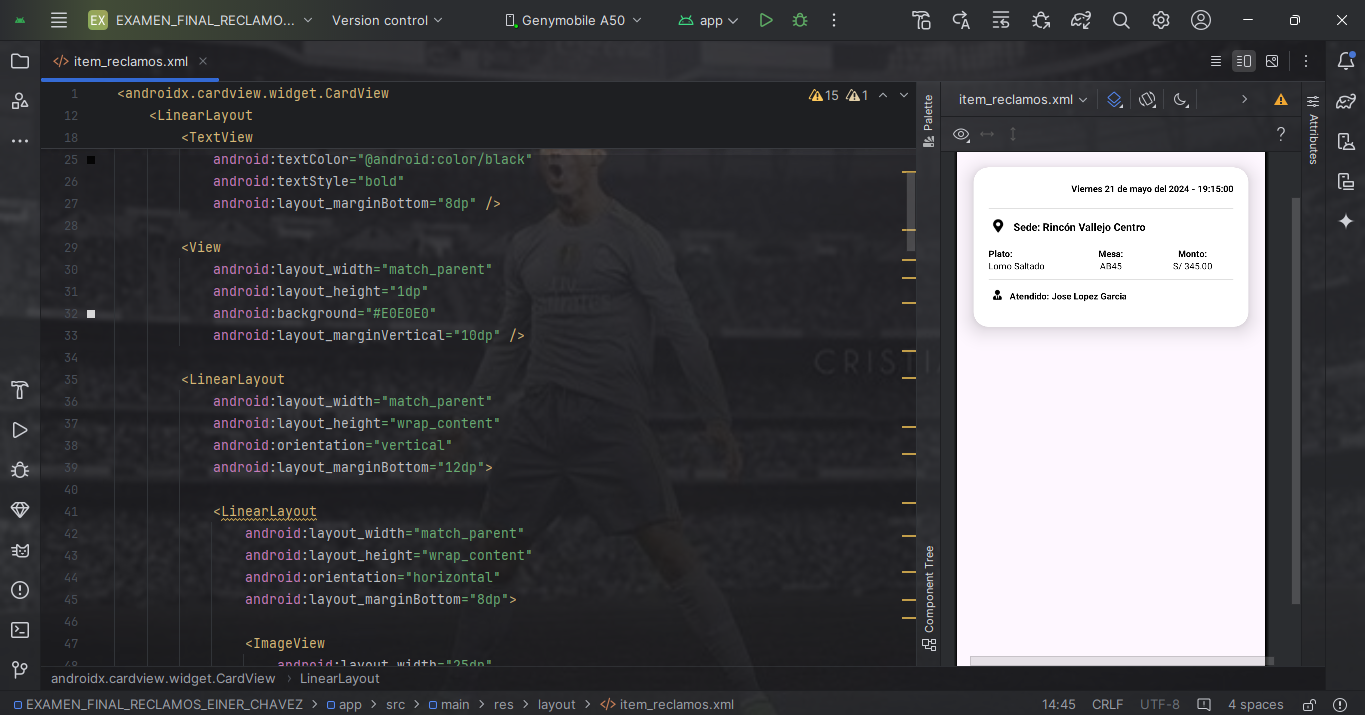 EX EXAMEN_FINAL_RECLAMO... Version control Genymobile A50 app
item_reclamos.xml
1 <androidx.cardview.widget.CardView
12 <LinearLayout
18 <TextView
25 android:textColor="@android:color/black"
26 android:textStyle="bold"
27 android:layout_marginBottom="8dp" />
28
29 <View
30 android:layout_width="match_parent"
31 android:layout_height="1dp"
32 android:background="#E0E0E0"
33 android:layout_marginVertical="10dp" />
34
35 <LinearLayout
36 android:layout_width="match_parent"
37 android:layout_height="wrap_content"
38 android:orientation="vertical"
39 android:layout_marginBottom="12dp">
40
41 <LinearLayout
42 android:layout_width="match_parent"
43 android:layout_height="wrap_content"
44 android:orientation="horizontal"
45 android:layout_marginBottom="8dp">
46
47 <ImageView
48 android:layout_width="25dp"
15 1
Palette
Component Tree
item_reclamos.xml
?
Attributes
Viernes 21 de mayo del 2024 - 19:15:00
Sede: Rincón Vallejo Centro
Plato: Mesa: Monto:
Lomo Saltado AB45 S/ 345.00
Atendido: Jose Lopez Garcia
CRISTIA
androidx.cardview.widget.CardView > LinearLayout
EXAMEN_FINAL_RECLAMOS_EINER_CHAVEZ > app > src > main > res > layout > item_reclamos.xml 14:45 CRLF UTF-8 4 spaces